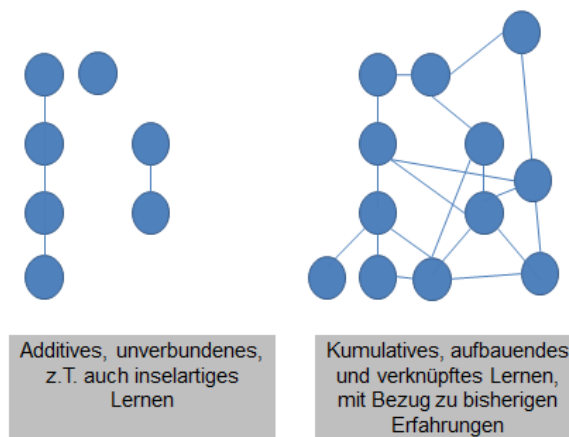 Additives, unverbundenes,
z.T. auch inselartiges
Lernen
Kumulatives, aufbauendes
und verknüpftes Lernen,
mit Bezug zu bisherigen
Erfahrungen